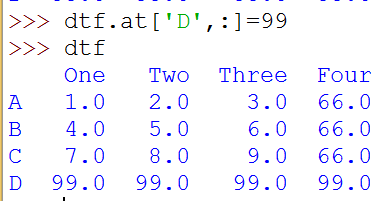 >>> dtf.at['D',:]=99
>>> dtf
One Two Three Four
A 1.0 2.0 3.0 66.0
B 4.0 5.0 6.0 66.0
C 7.0 8.0 9.0 66.0
D 99.0 99.0 99.0 99.0